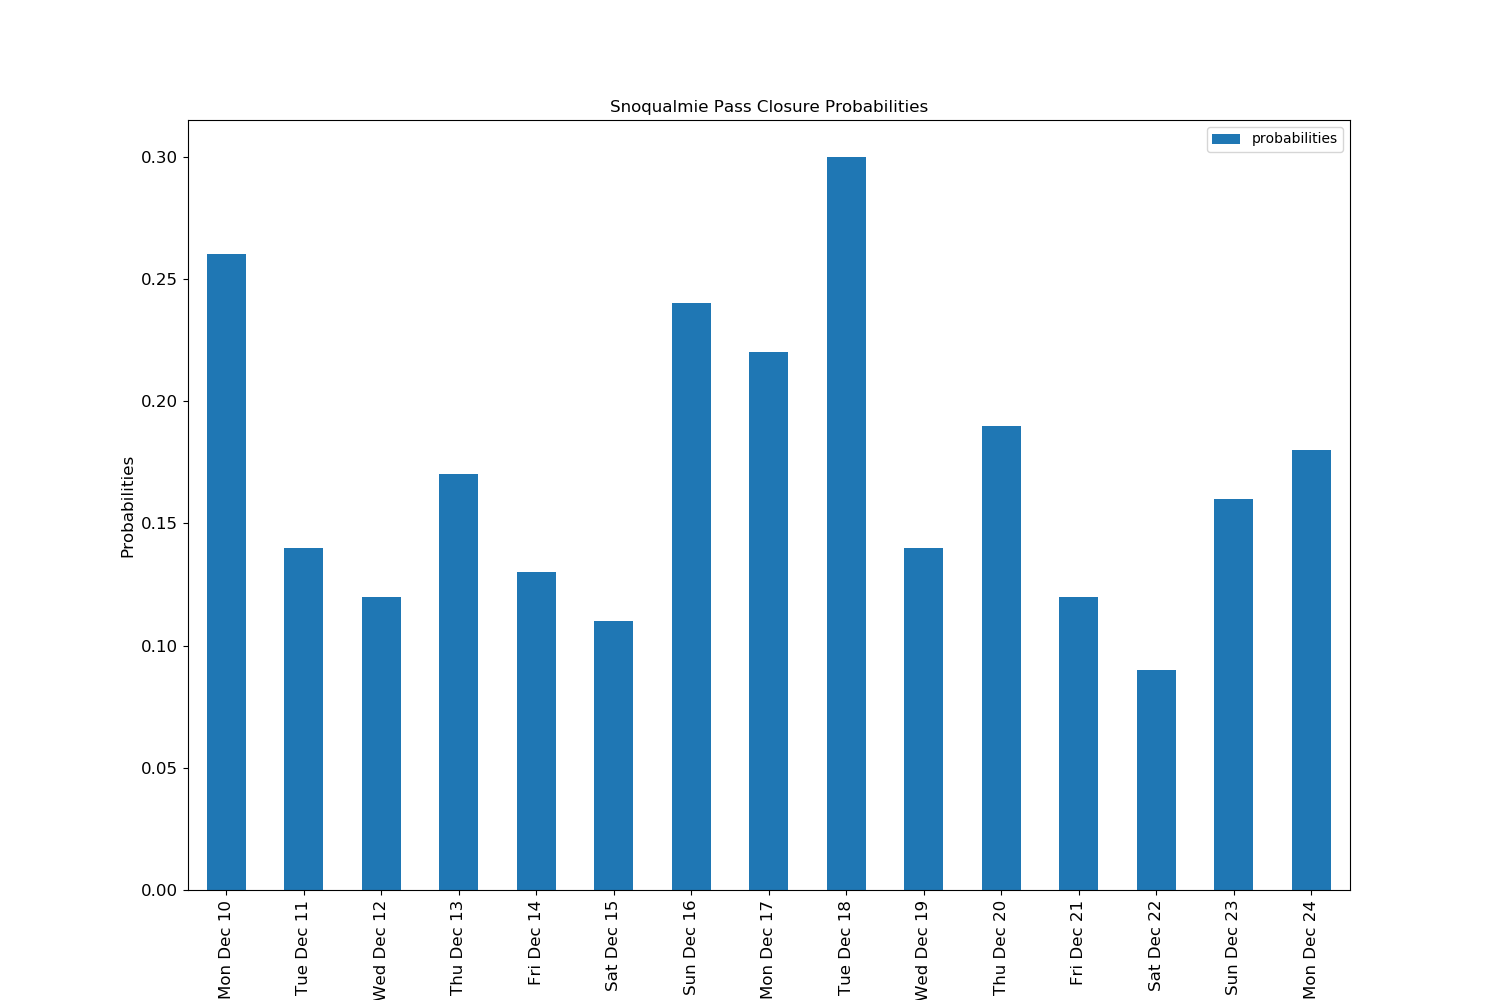 Snoqualmie Pass Closure Probabilities
probabilities
Probabilities
0.30
0.25
0.20
0.15
0.10
0.05
0.00
Mon Dec 10
Tue Dec 11
Wed Dec 12
Thu Dec 13
Fri Dec 14
Sat Dec 15
Sun Dec 16
Mon Dec 17
Tue Dec 18
Wed Dec 19
Thu Dec 20
Fri Dec 21
Sat Dec 22
Sun Dec 23
Mon Dec 24